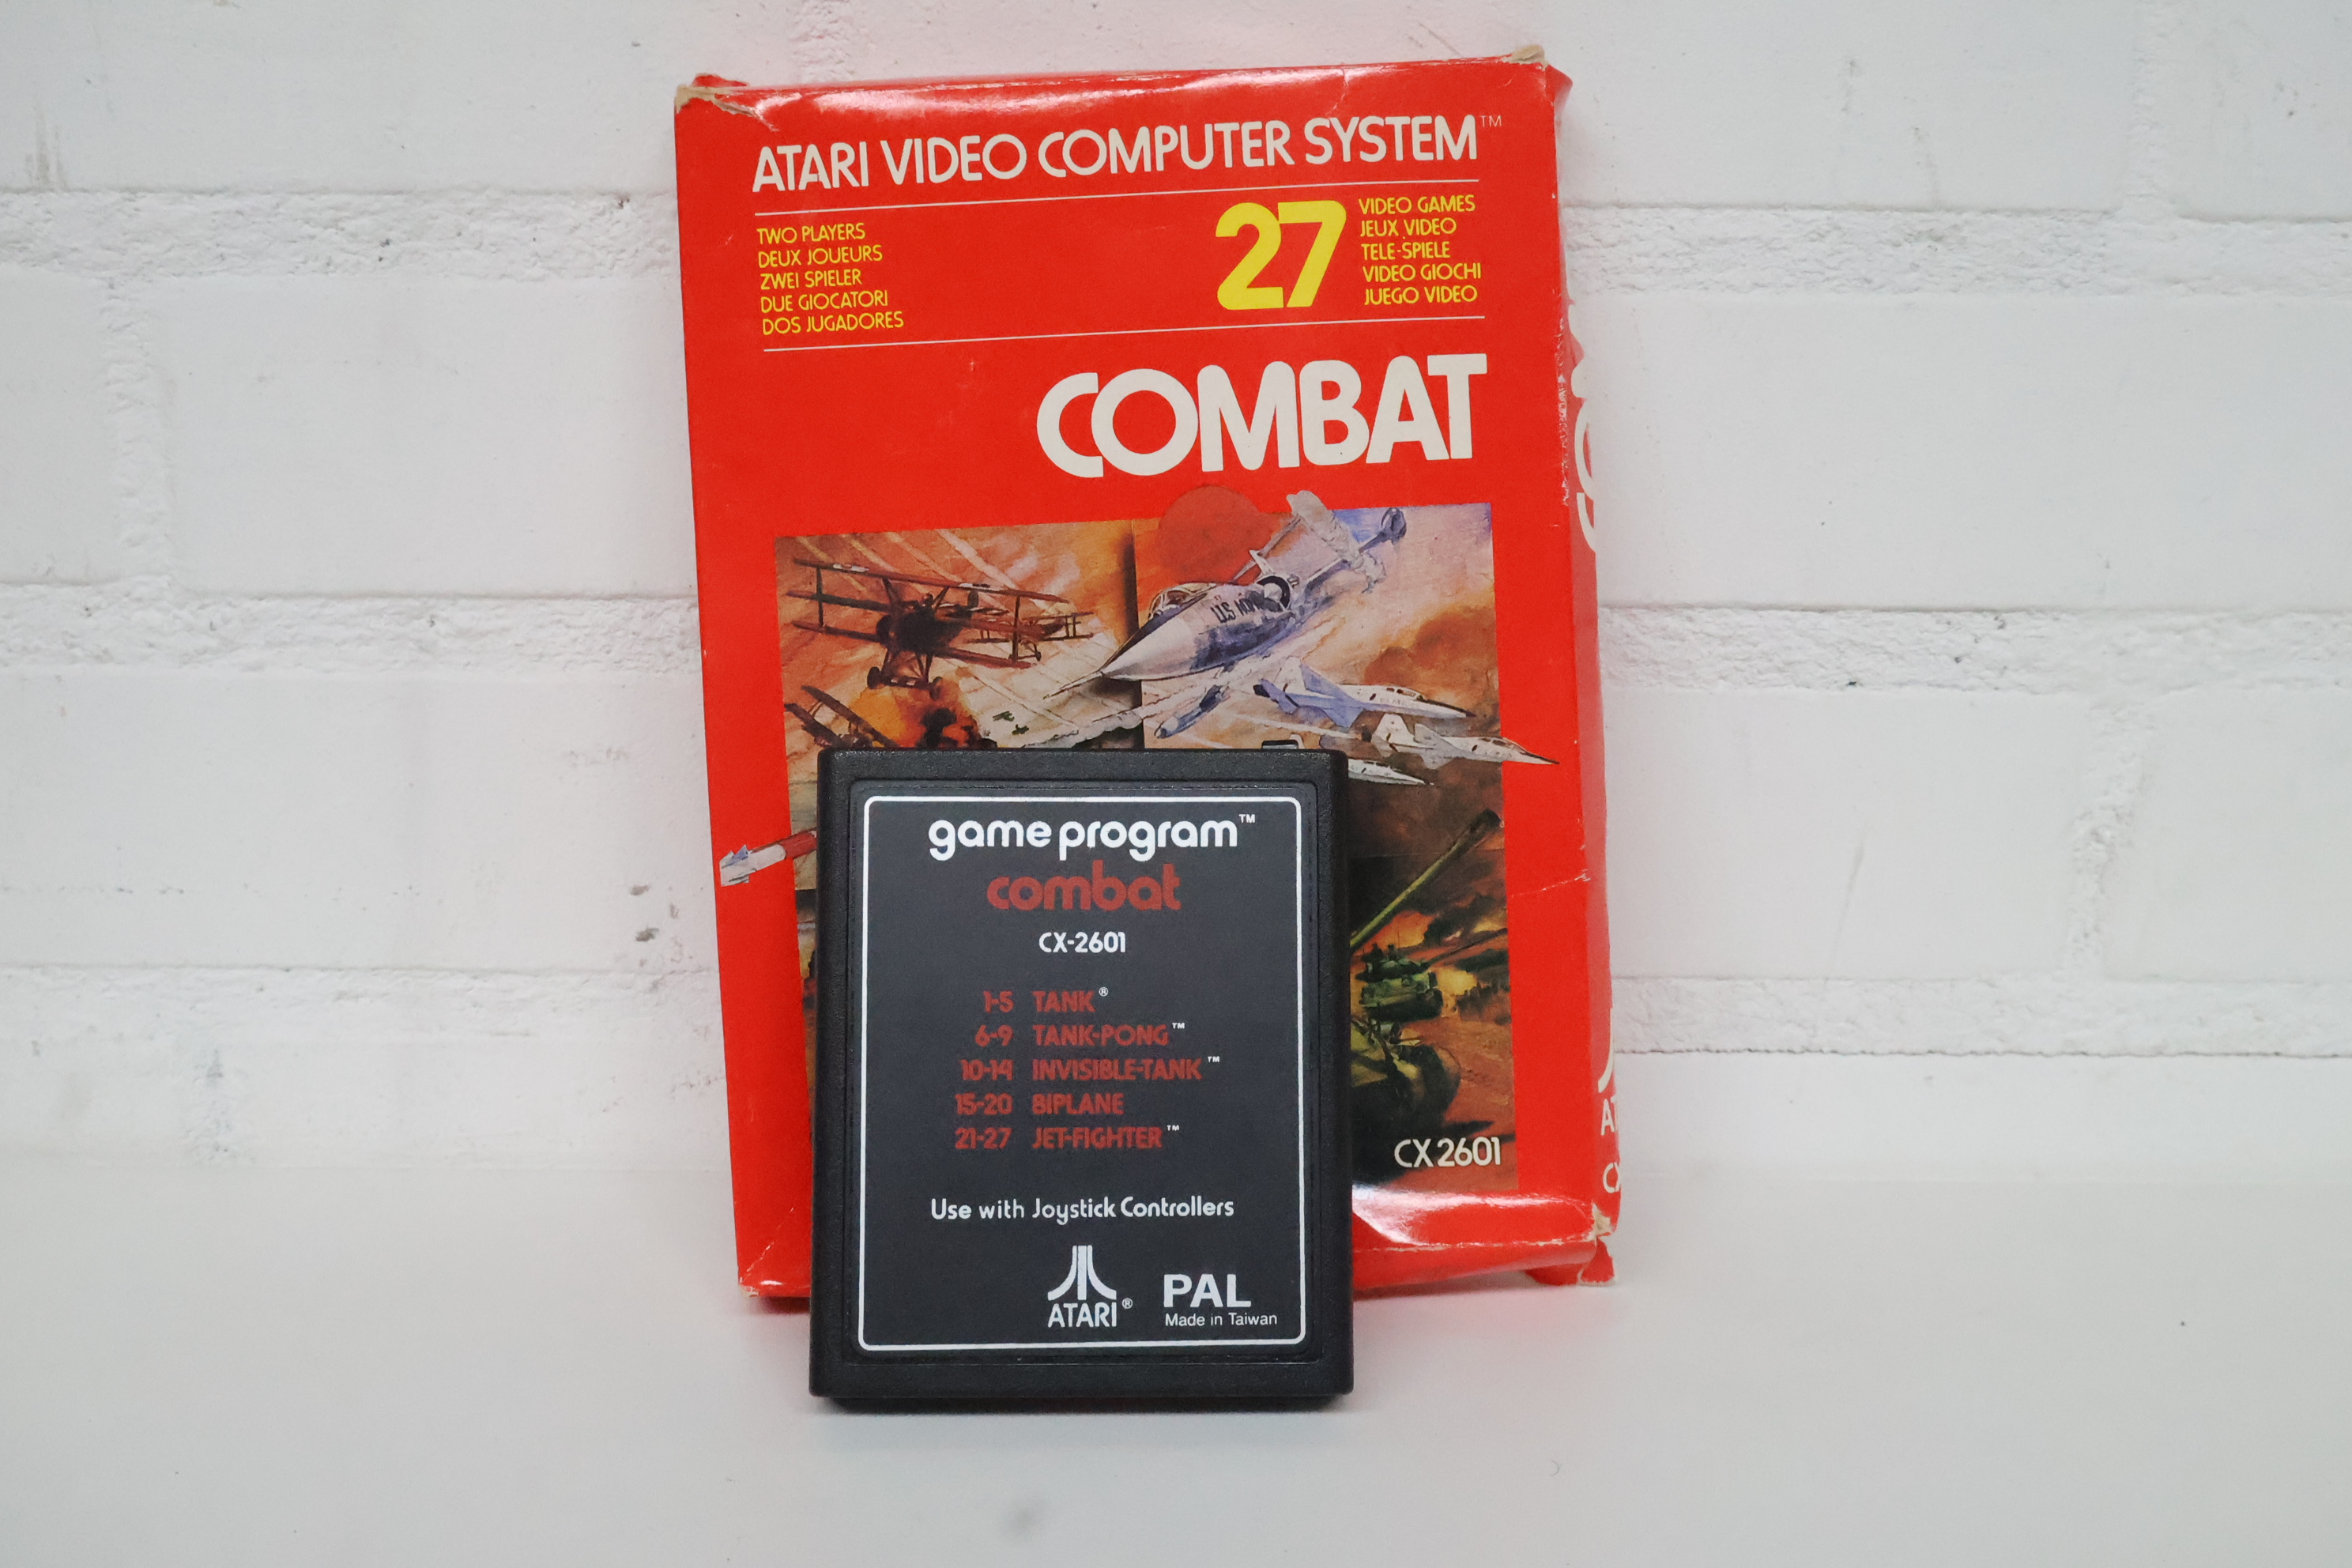 ATARI VIDEO COMPUTER SYSTEM™
TWO PLAYERS
DEUX JOUEURS
ZWEI SPIELER
DUE GIOCATORI
DOS JUGADORES
27
VIDEO GAMES
JEUX VIDEO
TELE-SPIELE
VIDEO GIOCHI
JUEGO VIDEO
COMBAT
U.S.
CX2601
game program™
combat
CX-2601
1-5 TANK®
6-9 TANK-PONG™
10-14 INVISIBLE-TANK™
15-20 BIPLANE
21-27 JET-FIGHTER™
Use with Joystick Controllers
ATARI®
PAL
Made in Taiwan